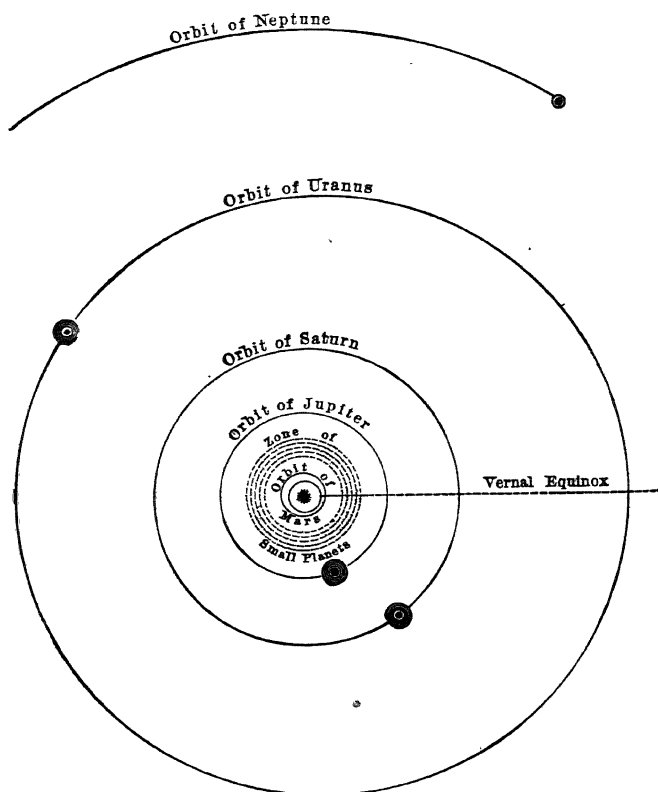 Orbit of Neptune
Orbit of Uranus
Orbit of Saturn
Orbit of Jupiter
Zone of
Orbit of
Mars
Small Planets
Vernal Equinox